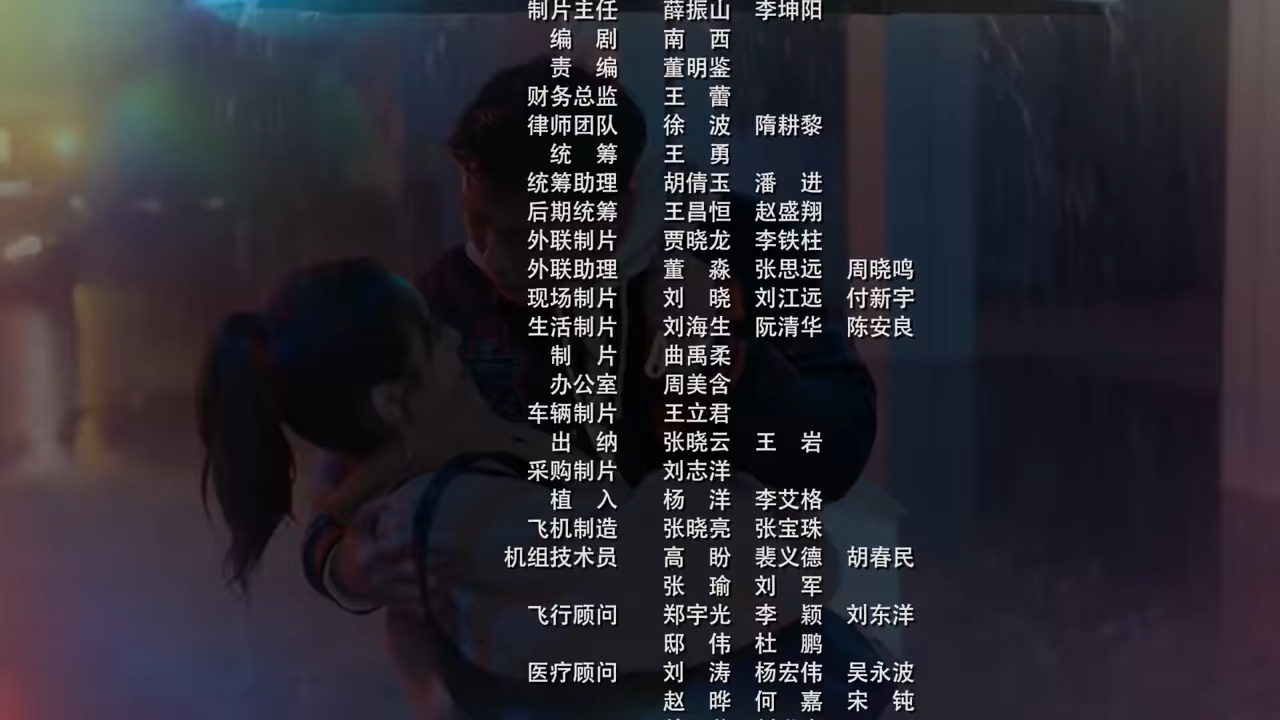 制片主任 薛振山 李坤阳
编 剧 南 西
责 编 董明鉴
财务总监 王 蕾
律师团队 徐 波 隋耕黎
统 筹 王 勇
统筹助理 胡倩玉 潘 进
后期统筹 王昌恒 赵盛翔
外联制片 贾晓龙 李铁柱
外联助理 董 淼 张思远 周晓鸣
现场制片 刘 晓 刘江远 付新宇
生活制片 刘海生 阮清华 陈安良
制 片 曲禹柔
办公室 周美含
车辆制片 王立君
出 纳 张晓云 王 岩
采购制片 刘志洋
植 入 杨 洋 李艾格
飞机制造 张晓亮 张宝珠
机组技术员 高 盼 裴义德 胡春民
张 瑜 刘 军
飞行顾问 郑宇光 李 颖 刘东洋
邸 伟 杜 鹏
医疗顾问 刘 涛 杨宏伟 吴永波
赵 晔 何 嘉 宋 钝